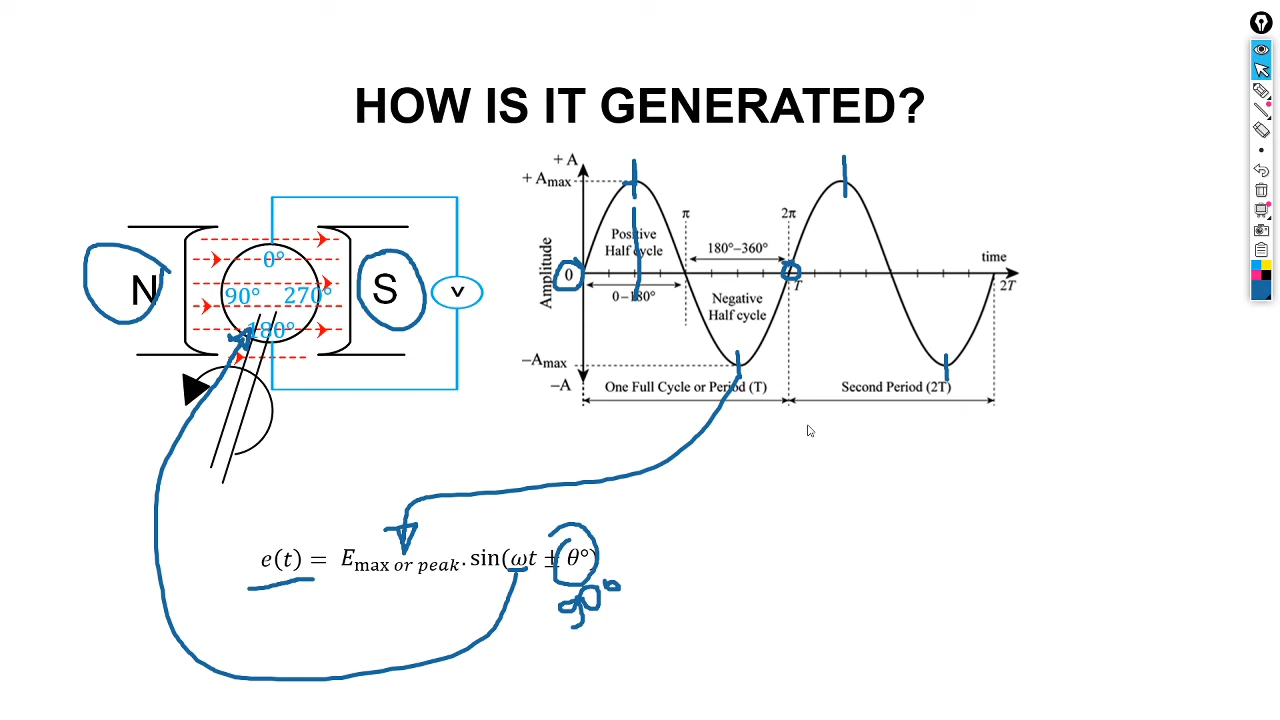 HOW IS IT GENERATED?
N
0°
90° 270°
180°
S
V
+ A
+ Amax
Amplitude
0
−Amax
−A
Positive
Half cycle
0−180°
π
180°−360°
Negative
Half cycle
2π
T
time
2T
One Full Cycle or Period (T)
Second Period (2T)
e(t) = Emax or peak. sin(ωt ± θ°)
90°